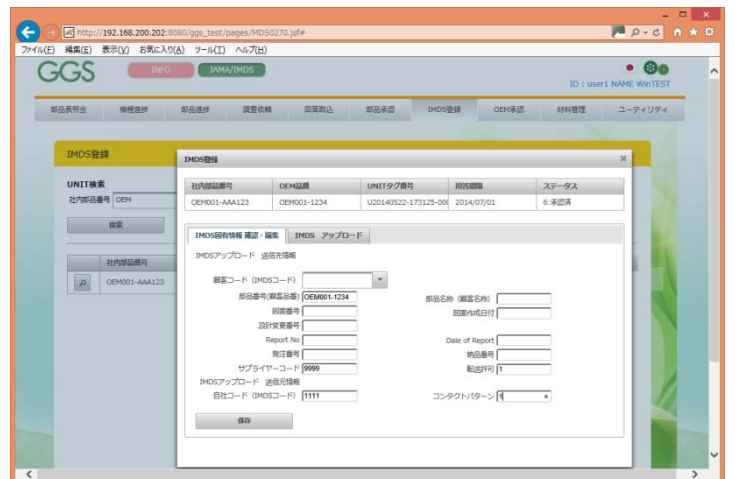 http://192.168.200.202:8080/ggs_test/pages/MDS0270.jsf#
ファイル(F) 編集(E) 表示(V) お気に入り(A) ツール(T) ヘルプ(H)
GGS INFO JAMA/IMDS
ID : user1 NAME WinTEST
部品表照会 機種進捗 部品進捗 調査依頼 回答取込 部品承認 IMDS登録 OEM承認 材料管理 ユーティリティ
IMDS登録
UNIT検索
社内部品番号 OEM
検索
社内部品番号
OEM001-AAA123
IMDS登録 ×
社内部品番号 OEM品番 UNITタグ番号 回答期限 ステータス
OEM001-AAA123 OEM001-1234 U20140522-173125-00 2014/07/01 6:承認済
IMDS固有情報 確認・編集 IMDS アップロード
IMDSアップロード 送信先情報
顧客コード (IMDSコード)
部品番号(顧客品番) OEM001-1234 部品名称 (顧客名称)
図面番号 図面作成日付
設計変更番号
Report No Date of Report
発注番号 納品番号
サプライヤーコード 9999 転送許可 1
IMDSアップロード 送信元情報
自社コード (IMDSコード) 1111 コンタクトパターン 1 ×
保存